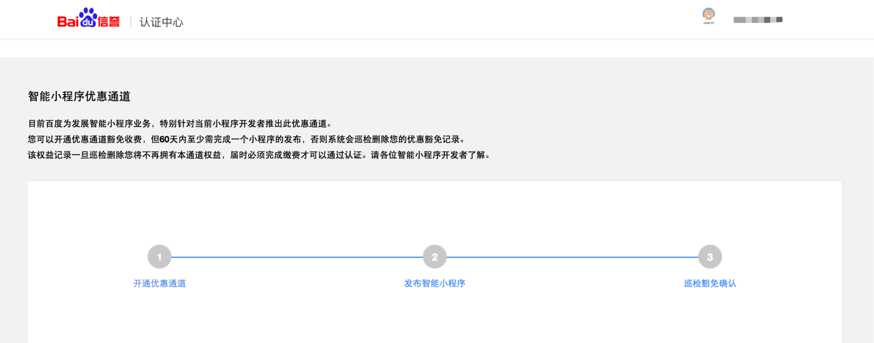 Bai du 信誉 | 认证中心
智能小程序优惠通道
目前百度为发展智能小程序业务，特别针对当前小程序开发者推出此优惠通道。
您可以开通优惠通道豁免收费，但60天内至少需完成一个小程序的发布，否则系统会巡检删除您的优惠豁免记录。
该权益记录一旦巡检删除您将不再拥有本通道权益，届时必须完成缴费才可以通过认证。请各位智能小程序开发者了解。
1 2 3
开通优惠通道 发布智能小程序 巡检豁免确认